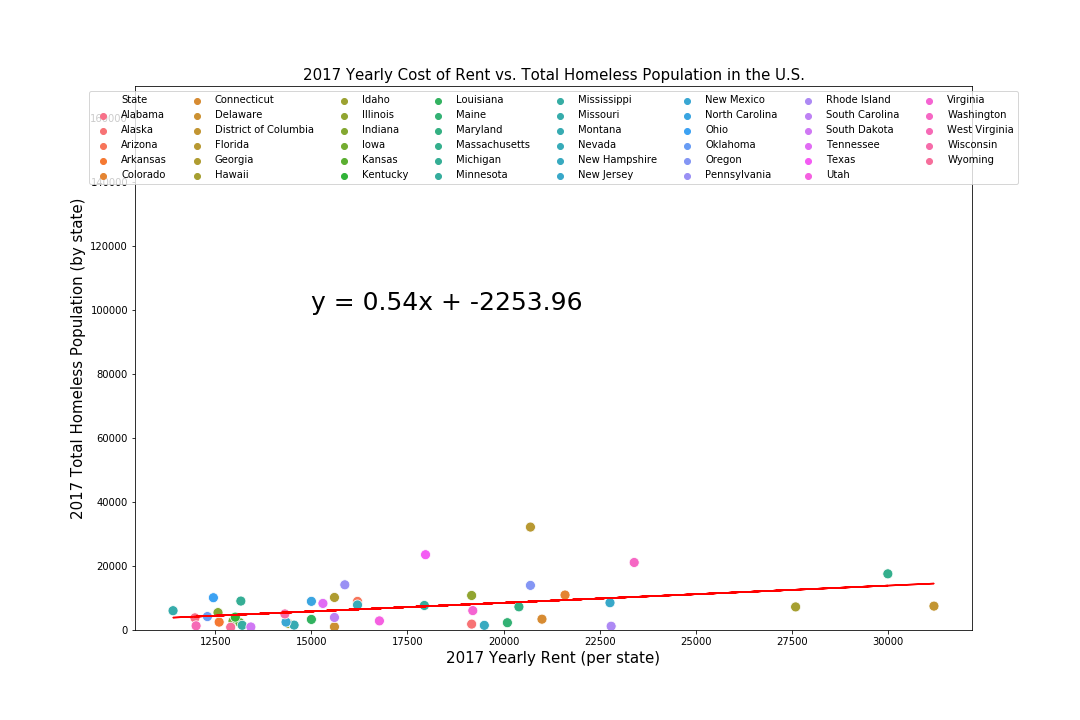 2017 Yearly Cost of Rent vs. Total Homeless Population in the U.S.
State Connecticut Idaho Louisiana Mississippi New Mexico Rhode Island Virginia
Alabama Delaware Illinois Maine Missouri North Carolina South Carolina Washington
Alaska District of Columbia Indiana Maryland Montana Ohio South Dakota West Virginia
Arizona Florida Iowa Massachusetts Nevada Oklahoma Tennessee Wisconsin
Arkansas Georgia Kansas Michigan New Hampshire Oregon Texas Wyoming
Colorado Hawaii Kentucky Minnesota New Jersey Pennsylvania Utah
160000
140000
120000
100000
80000
60000
40000
20000
0
2017 Total Homeless Population (by state)
y = 0.54x + -2253.96
12500 15000 17500 20000 22500 25000 27500 30000
2017 Yearly Rent (per state)